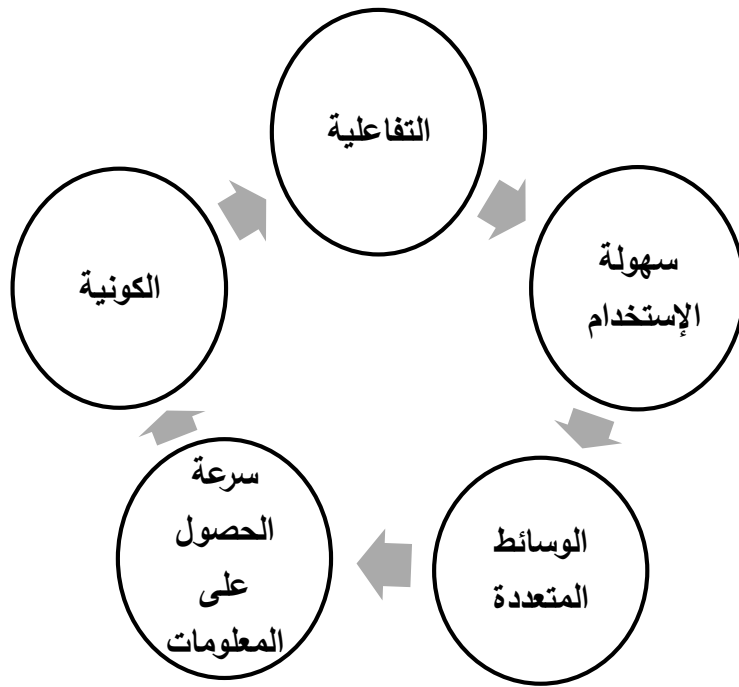 التفاعلية
سهولة
الإستخدام
الوسائط
المتعددة
سرعة
الحصول
على
المعلومات
الكونية